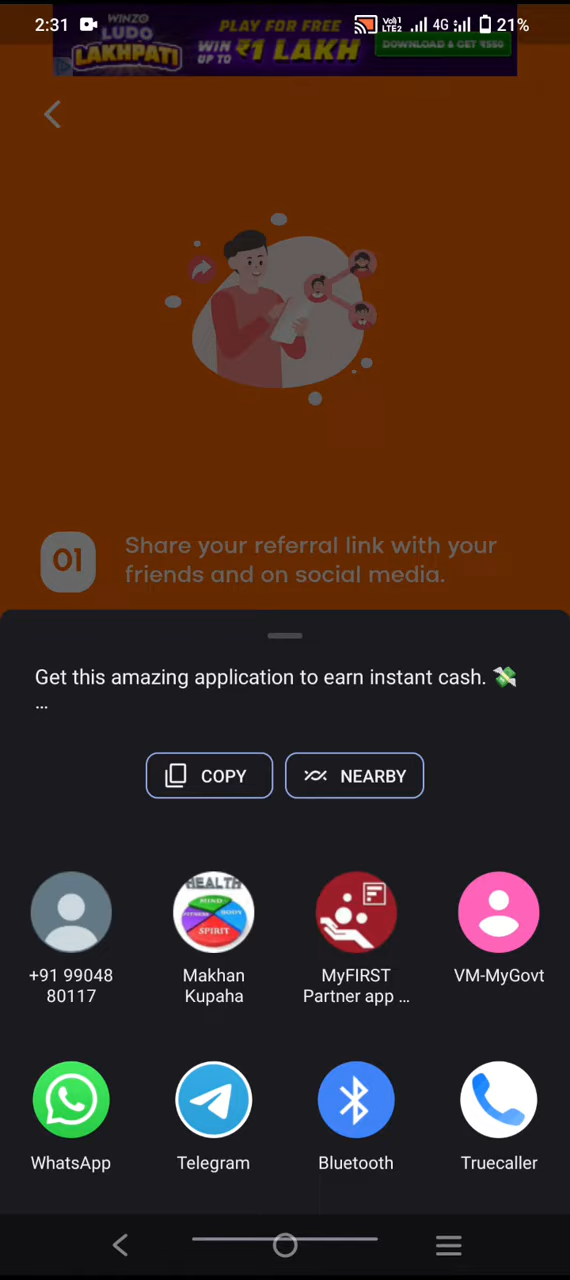 2:31
Vo))1
LTE2
4G
21%
WINZO
LUDO
LAKHPATI
PLAY FOR FREE
WIN UP TO ₹1 LAKH
DOWNLOAD & GET ₹550
01
Share your referral link with your
friends and on social media.
Get this amazing application to earn instant cash. 💸
...
COPY
NEARBY
HEALTH
MIND
FITNESS
BODY
SPIRIT
+91 99048
80117
Makhan
Kupaha
MyFIRST
Partner app ...
VM-MyGovt
WhatsApp
Telegram
Bluetooth
Truecaller